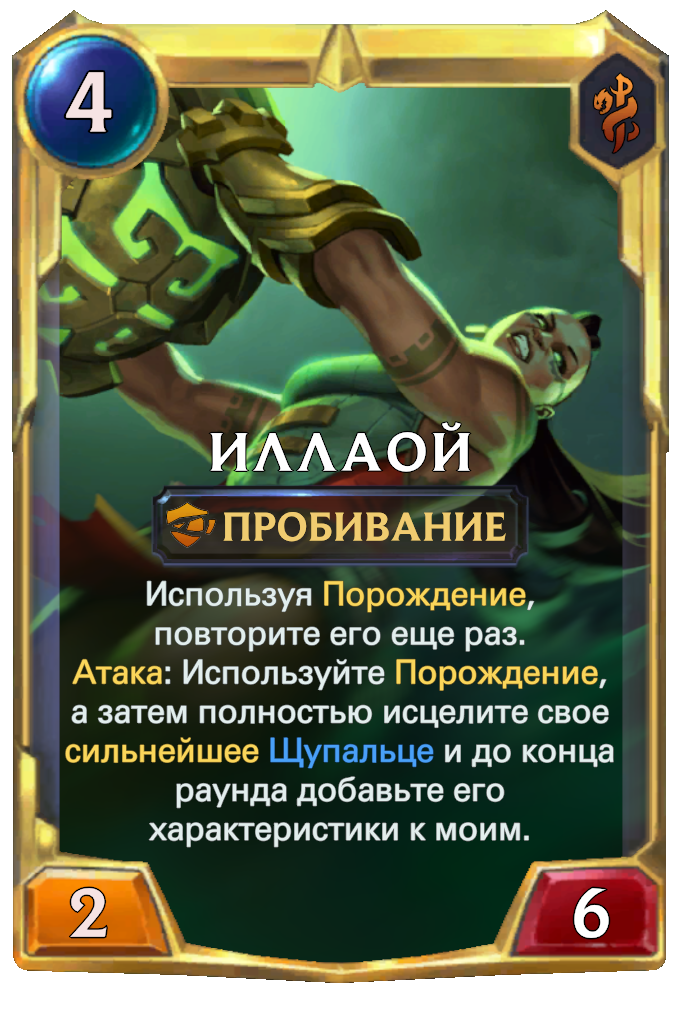 4
ИЛЛАОЙ
ПРОБИВАНИЕ
Используя Порождение,
повторите его еще раз.
Атака: Используйте Порождение,
а затем полностью исцелите свое
сильнейшее Щупальце и до конца
раунда добавьте его
характеристики к моим.
2
6